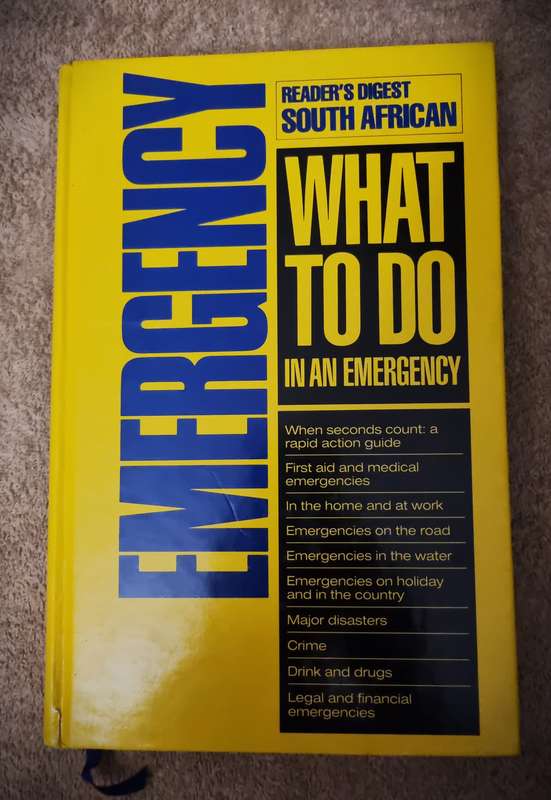 EMERGENCY
READER'S DIGEST
SOUTH AFRICAN
WHAT
TO DO
IN AN EMERGENCY
When seconds count: a
rapid action guide
First aid and medical
emergencies
In the home and at work
Emergencies on the road
Emergencies in the water
Emergencies on holiday
and in the country
Major disasters
Crime
Drink and drugs
Legal and financial
emergencies